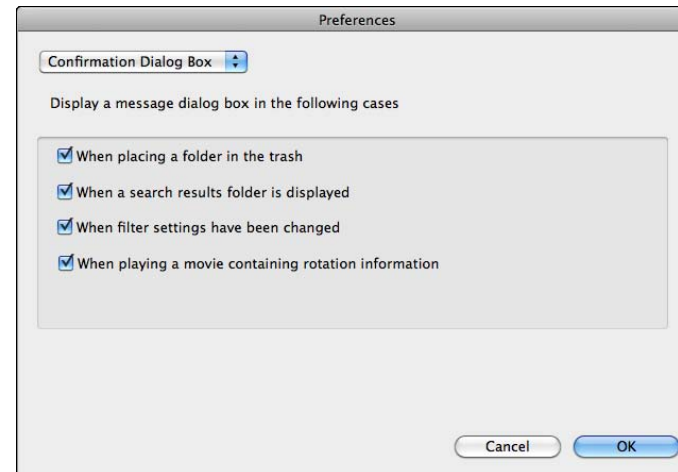 Preferences
Confirmation Dialog Box
Display a message dialog box in the following cases
When placing a folder in the trash
When a search results folder is displayed
When filter settings have been changed
When playing a movie containing rotation information
Cancel
OK